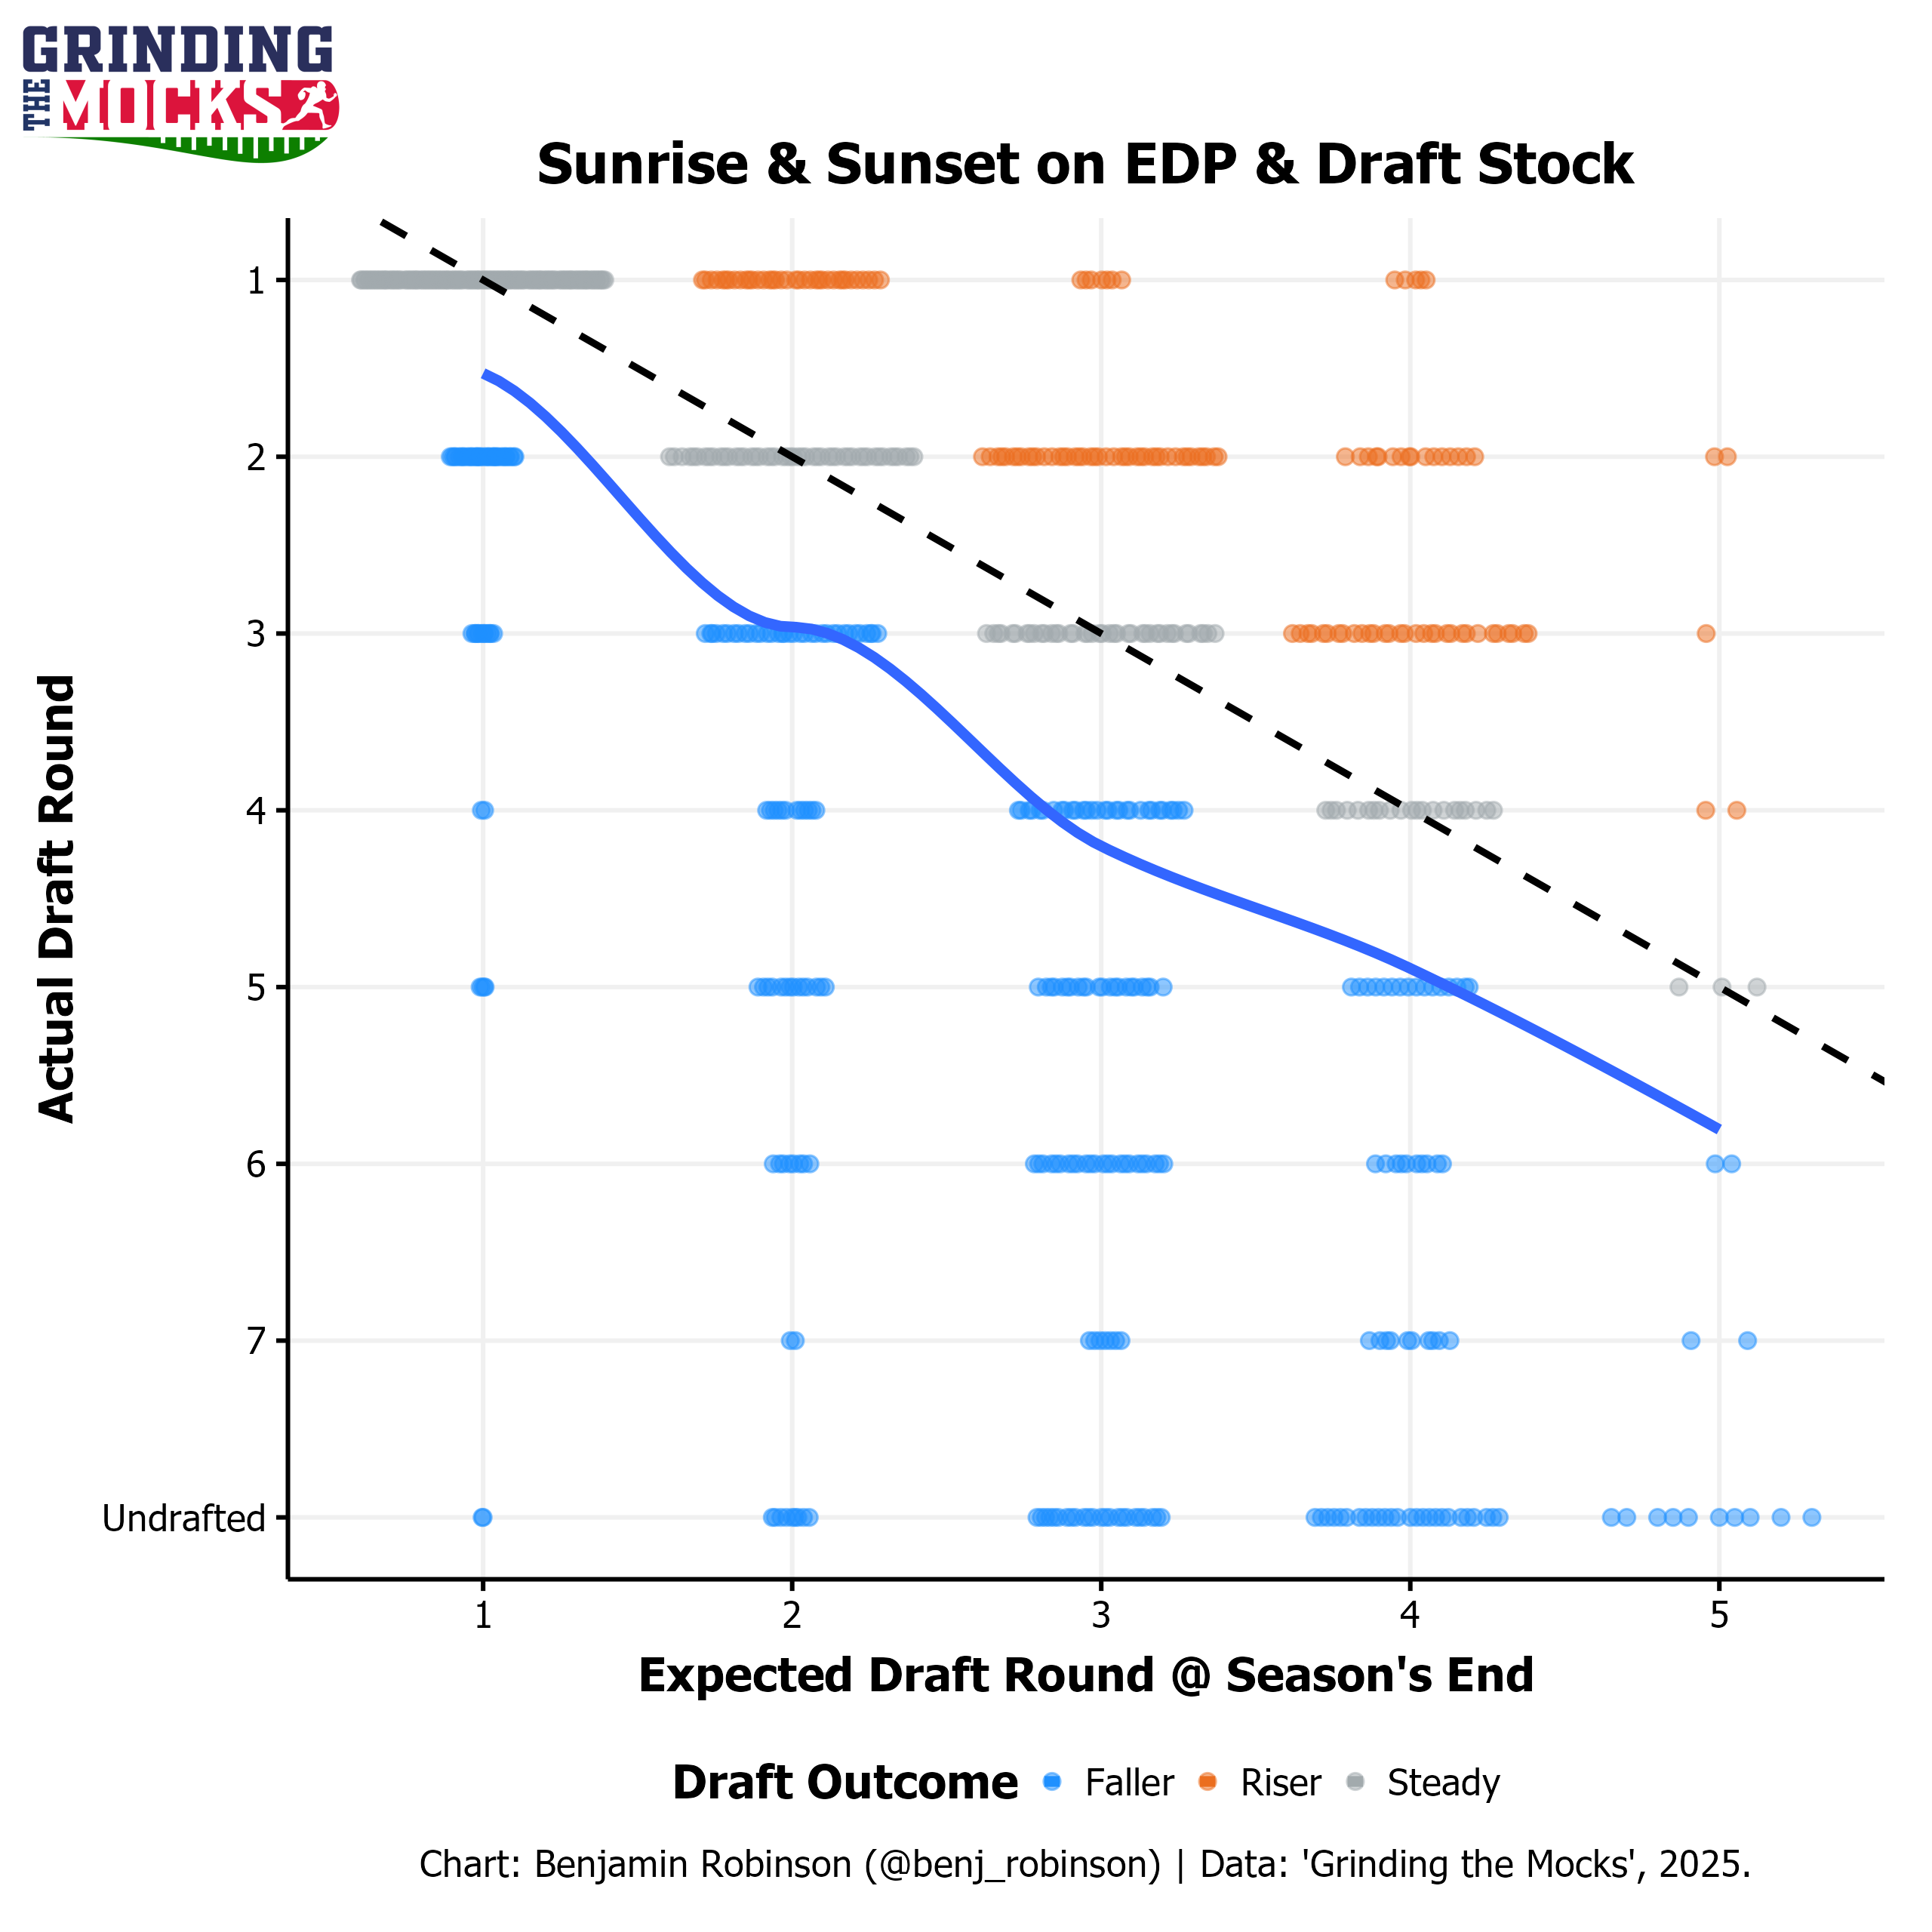 GRINDING
THE MOCKS
Sunrise & Sunset on EDP & Draft Stock
Actual Draft Round
1
2
3
4
5
6
7
Undrafted
1 2 3 4 5
Expected Draft Round @ Season's End
Draft Outcome Faller Riser Steady
Chart: Benjamin Robinson (@benj_robinson) | Data: 'Grinding the Mocks', 2025.